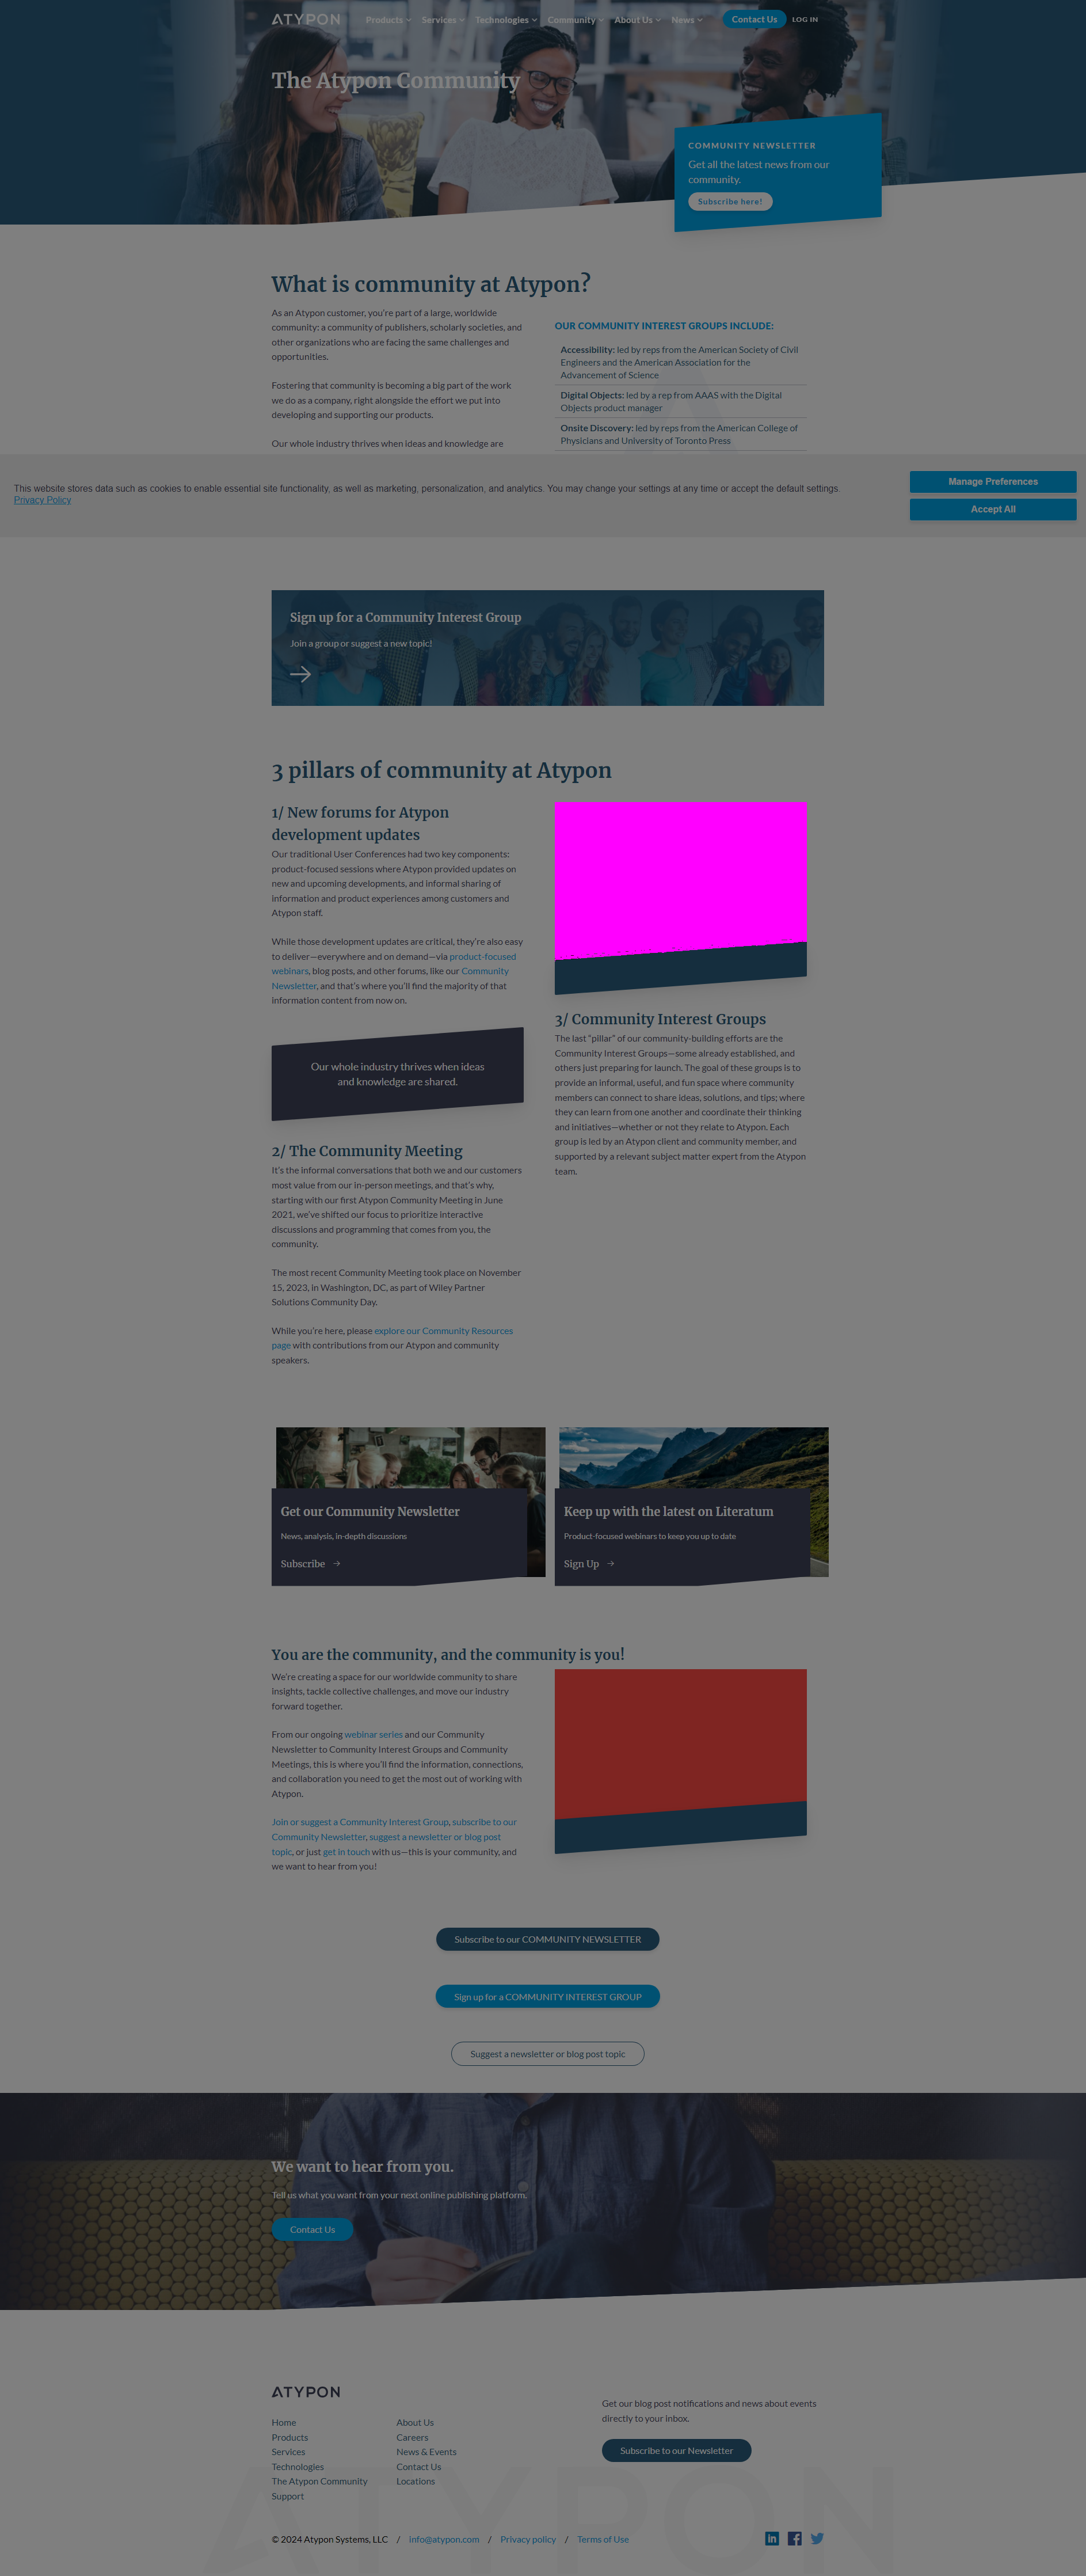 ATYPON
Products Services Technologies Community About Us News Contact Us LOG IN
The Atypon Community
COMMUNITY NEWSLETTER
Get all the latest news from our
community.
Subscribe here!
What is community at Atypon?
As an Atypon customer, you're part of a large, worldwide
community: a community of publishers, scholarly societies, and
other organizations who are facing the same challenges and
opportunities.
Fostering that community is becoming a big part of the work
we do as a company, right alongside the effort we put into
developing and supporting our products.
Our whole industry thrives when ideas and knowledge are
OUR COMMUNITY INTEREST GROUPS INCLUDE:
Accessibility: led by reps from the American Society of Civil
Engineers and the American Association for the
Advancement of Science
Digital Objects: led by a rep from AAAS with the Digital
Objects product manager
Onsite Discovery: led by reps from the American College of
Physicians and University of Toronto Press
This website stores data such as cookies to enable essential site functionality, as well as marketing, personalization, and analytics. You may change your settings at any time or accept the default settings.
Privacy Policy
Manage Preferences
Accept All
Sign up for a Community Interest Group
Join a group or suggest a new topic!
3 pillars of community at Atypon
1/ New forums for Atypon
development updates
Our traditional User Conferences had two key components:
product-focused sessions where Atypon provided updates on
new and upcoming developments, and informal sharing of
information and product experiences among customers and
Atypon staff.
While those development updates are critical, they're also easy
to deliver—everywhere and on demand—via product-focused
webinars, blog posts, and other forums, like our Community
Newsletter, and that's where you'll find the majority of that
information content from now on.
Our whole industry thrives when ideas
and knowledge are shared.
2/ The Community Meeting
It's the informal conversations that both we and our customers
most value from our in-person meetings, and that's why,
starting with our first Atypon Community Meeting in June
2021, we've shifted our focus to prioritize interactive
discussions and programming that comes from you, the
community.
The most recent Community Meeting took place on November
15, 2023, in Washington, DC, as part of Wiley Partner
Solutions Community Day.
While you're here, please explore our Community Resources
page with contributions from our Atypon and community
speakers.
3/ Community Interest Groups
The last "pillar" of our community-building efforts are the
Community Interest Groups—some already established, and
others just preparing for launch. The goal of these groups is to
provide an informal, useful, and fun space where community
members can connect to share ideas, solutions, and tips; where
they can learn from one another and coordinate their thinking
and initiatives—whether or not they relate to Atypon. Each
group is led by an Atypon client and community member, and
supported by a relevant subject matter expert from the Atypon
team.
Get our Community Newsletter
News, analysis, in-depth discussions
Subscribe
Keep up with the latest on Literatum
Product-focused webinars to keep you up to date
Sign Up
You are the community, and the community is you!
We're creating a space for our worldwide community to share
insights, tackle collective challenges, and move our industry
forward together.
From our ongoing webinar series and our Community
Newsletter to Community Interest Groups and Community
Meetings, this is where you'll find the information, connections,
and collaboration you need to get the most out of working with
Atypon.
Join or suggest a Community Interest Group, subscribe to our
Community Newsletter, suggest a newsletter or blog post
topic, or just get in touch with us—this is your community, and
we want to hear from you!
Subscribe to our COMMUNITY NEWSLETTER
Sign up for a COMMUNITY INTEREST GROUP
Suggest a newsletter or blog post topic
We want to hear from you.
Tell us what you want from your next online publishing platform.
Contact Us
ATYPON
Home
Products
Services
Technologies
The Atypon Community
Support
About Us
Careers
News & Events
Contact Us
Locations
Get our blog post notifications and news about events
directly to your inbox.
Subscribe to our Newsletter
ATYPON
© 2024 Atypon Systems, LLC / info@atypon.com / Privacy policy / Terms of Use